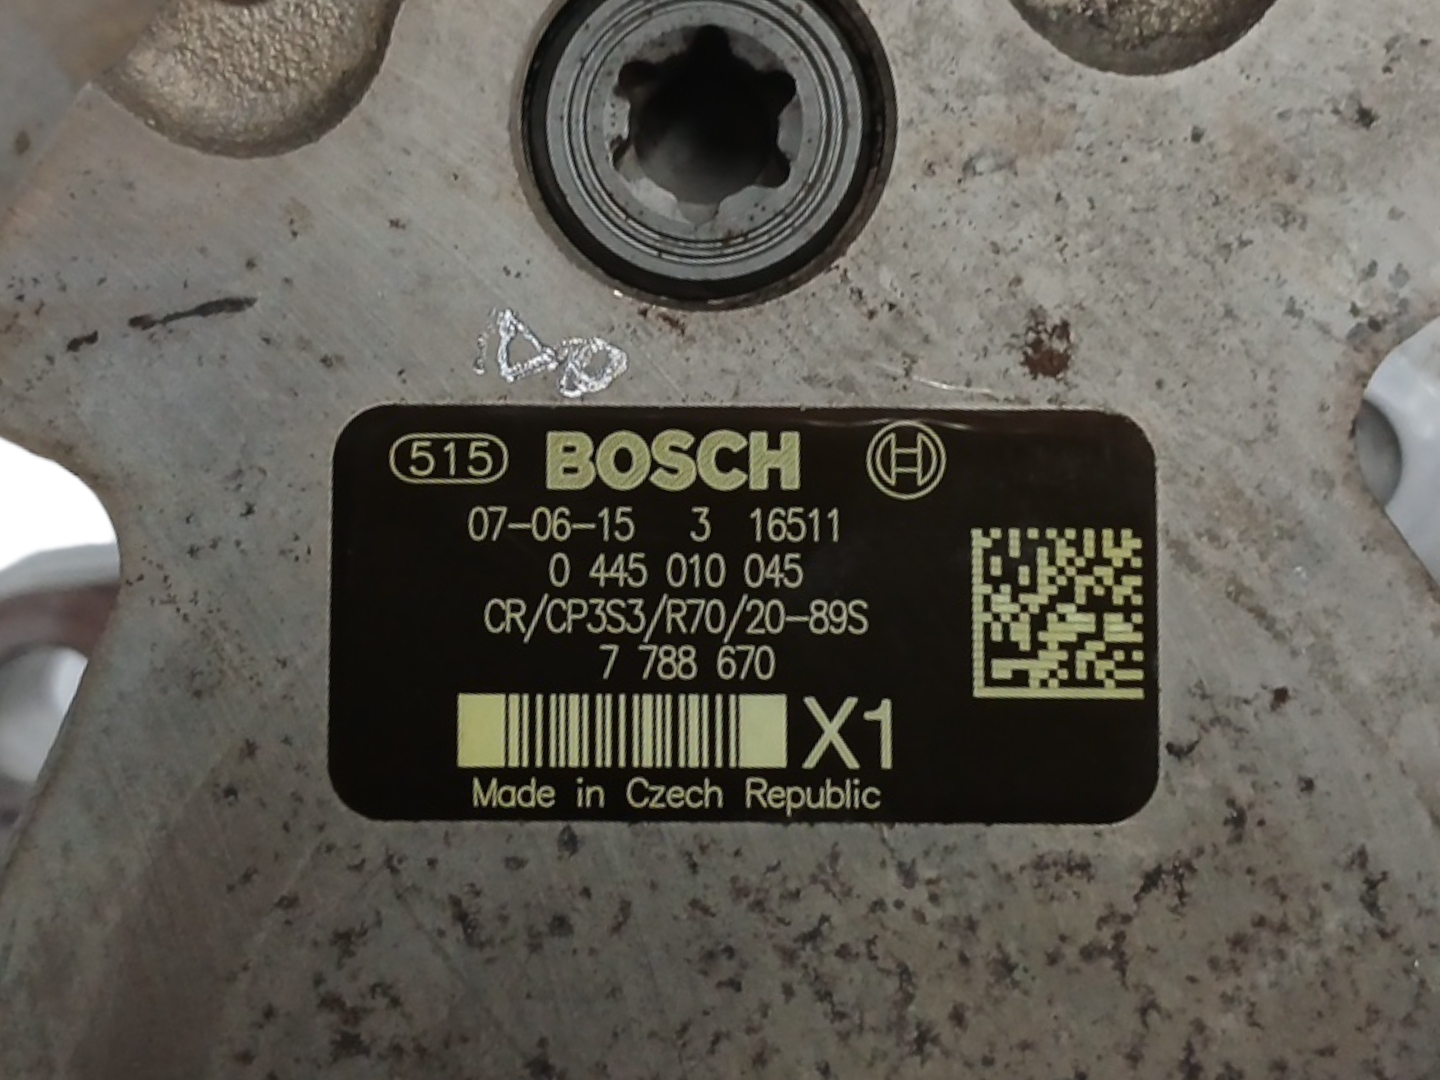 515 BOSCH
07-06-15 3 16511
0 445 010 045
CR/CP3S3/R70/20-89S
7 788 670
X1
Made in Czech Republic